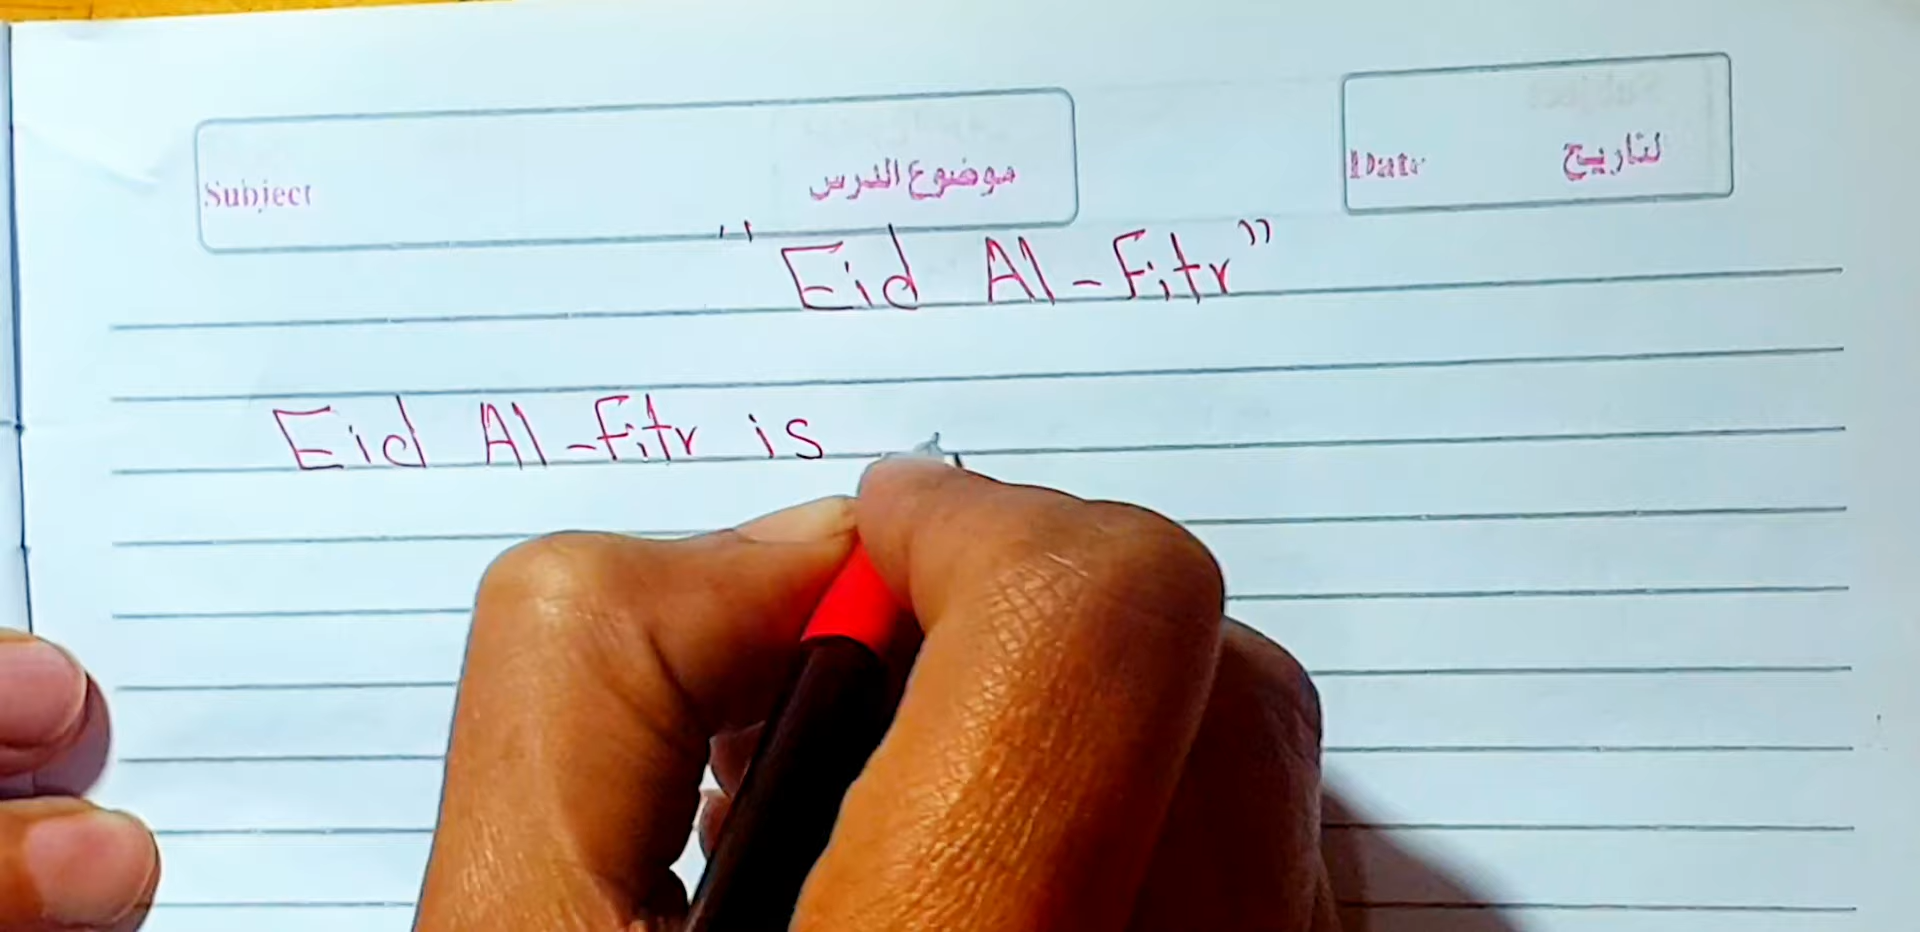 Subject موضوع الدرس
Date لتاريخ
"Eid Al-Fitr"
Eid Al-Fitr is